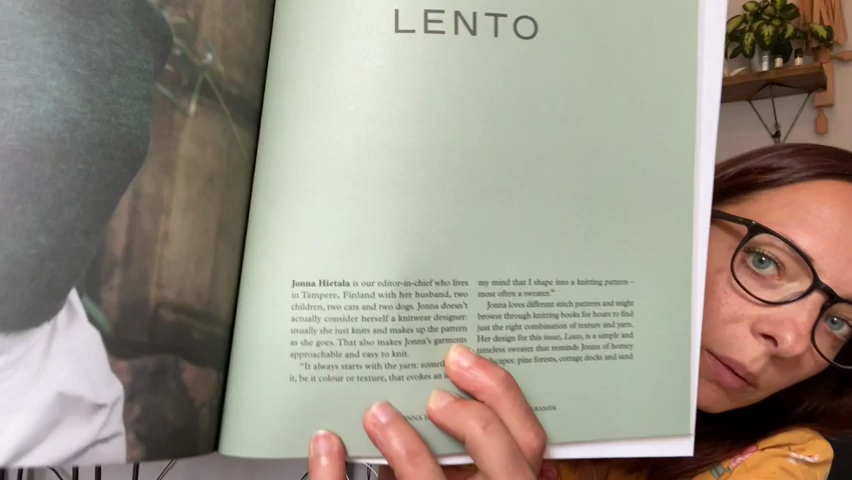 LENTO
Jonna Hietala is our editor-in-chief who lives
in Tampere, Finland with her husband, two
children, two cats and two dogs. Jonna doesn't
actually consider herself a knitwear designer:
usually she just knits and makes up the pattern
as she goes. That also makes Jonna's garments
approachable and easy to knit.
"It always starts with the yarn:
it, be it colour or texture, that evokes an
my mind that I shape into a knitting pattern –
most often a sweater."
Jonna loves different stitch patterns and might
browse through knitting books for hours to find
just the right combination of texture and yarn.
Her design for this issue, Lento, is a simple and
timeless sweater that reminds Jonna of homey
pine forests, cottage docks and sand